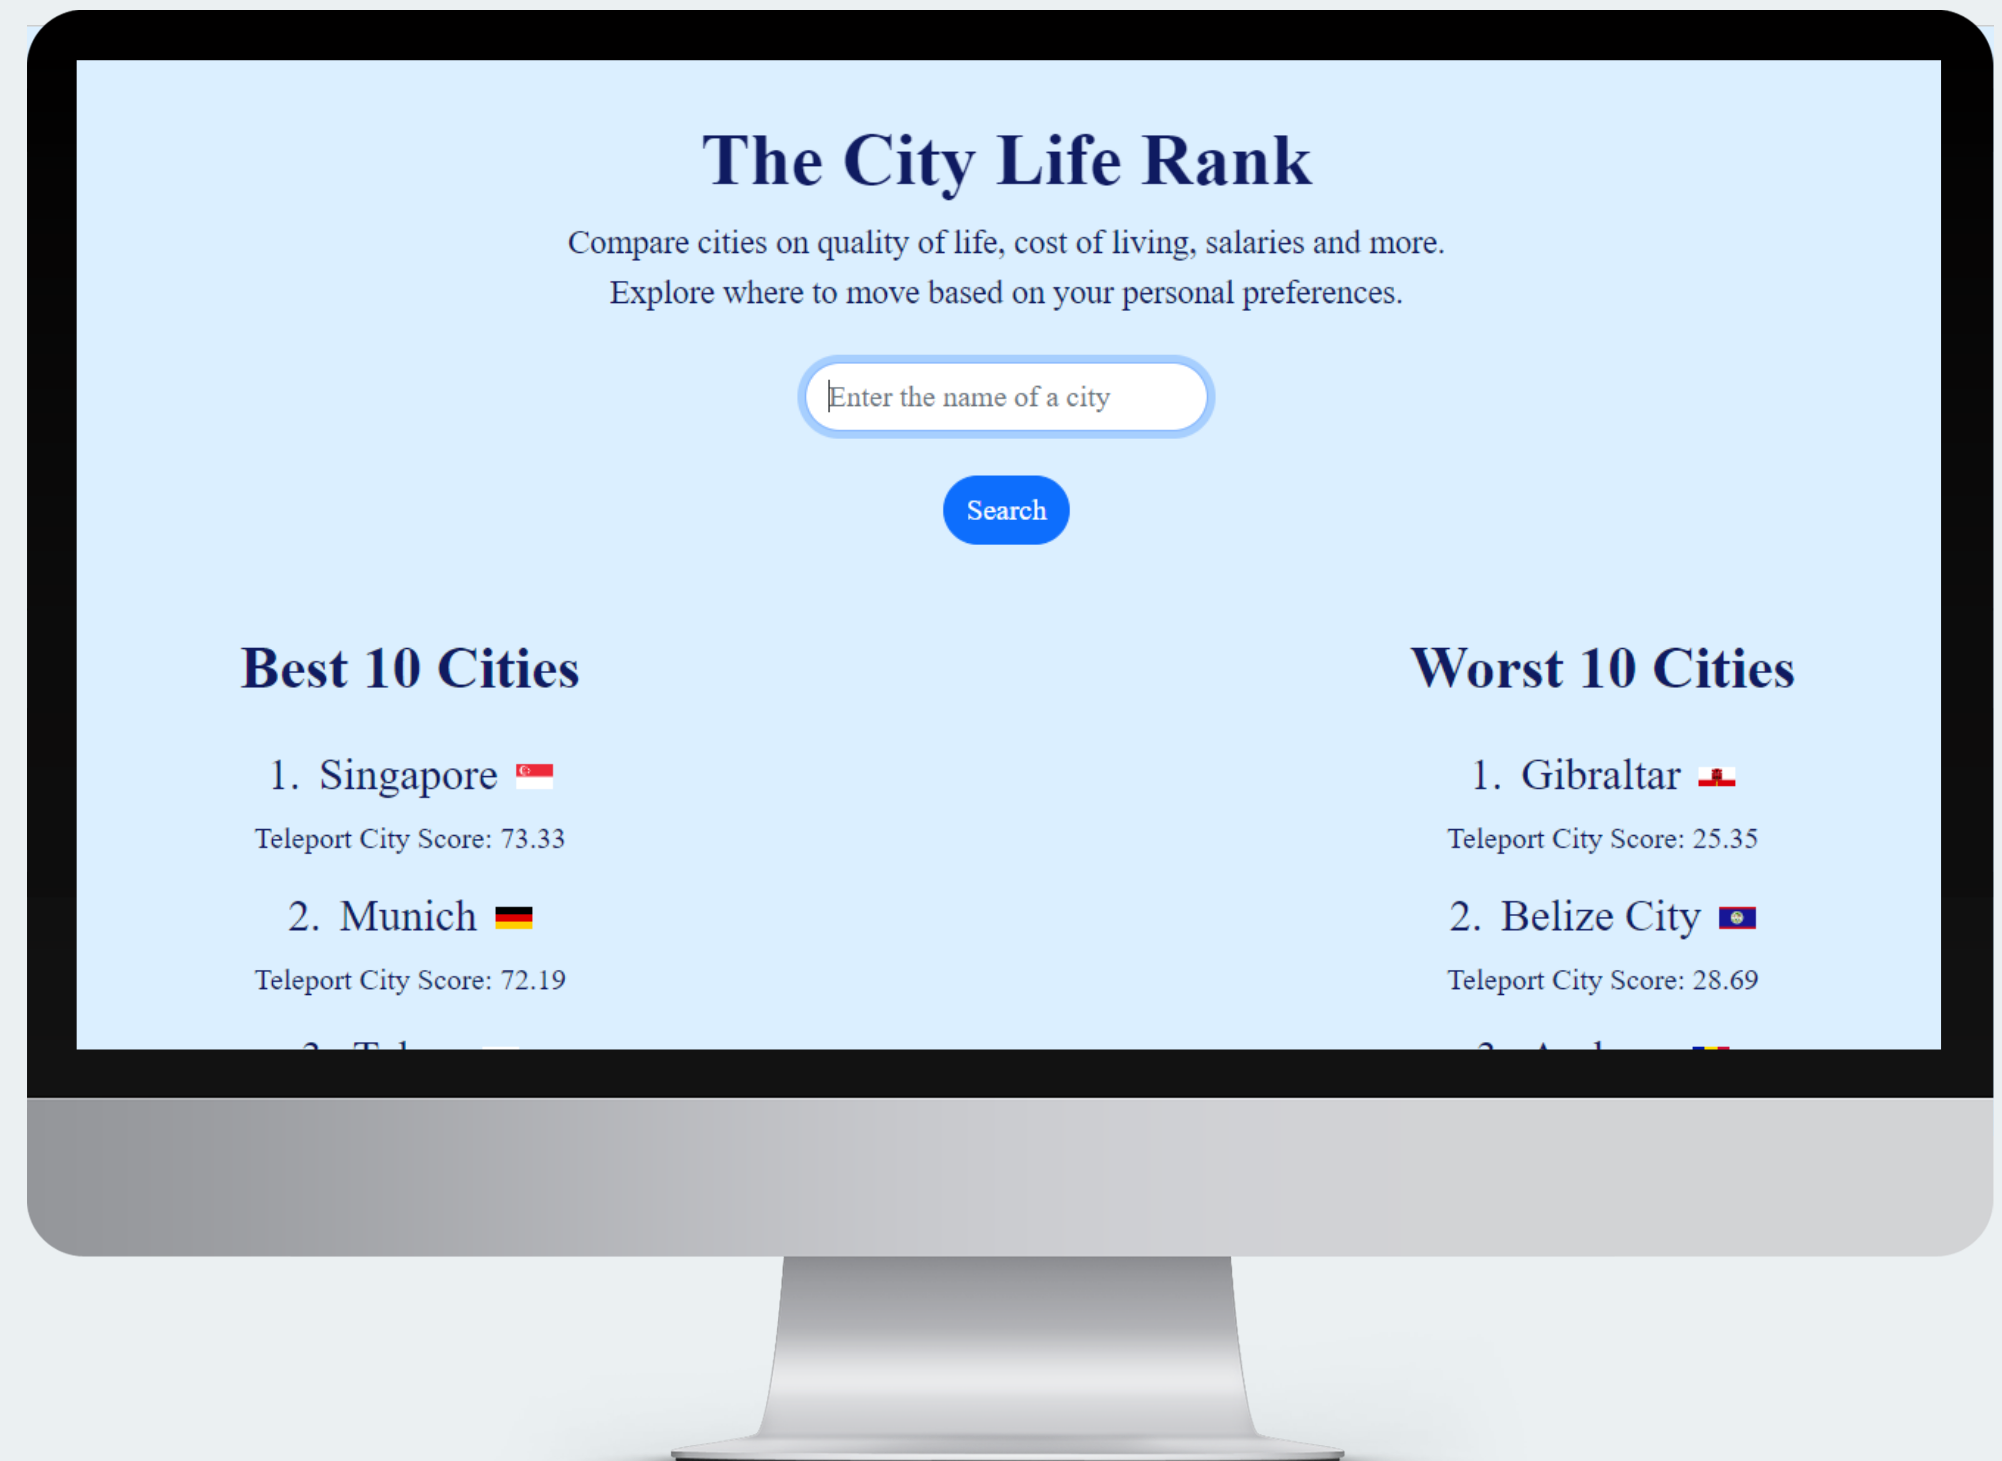 The City Life Rank
Compare cities on quality of life, cost of living, salaries and more.
Explore where to move based on your personal preferences.
Enter the name of a city
Search
Best 10 Cities
1. Singapore
Teleport City Score: 73.33
2. Munich
Teleport City Score: 72.19
Worst 10 Cities
1. Gibraltar
Teleport City Score: 25.35
2. Belize City
Teleport City Score: 28.69